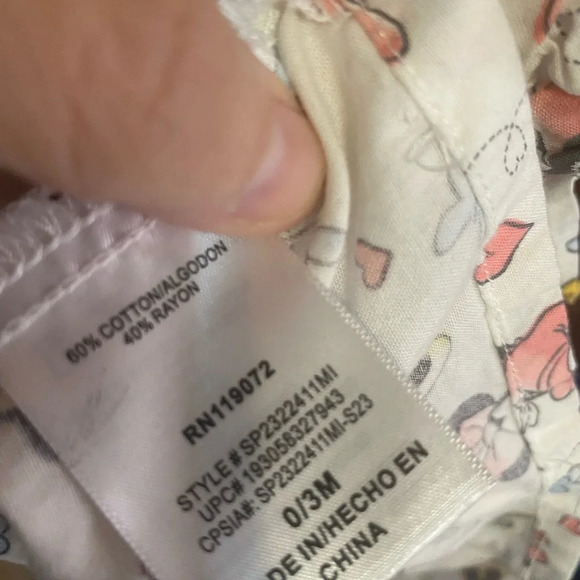 60% COTTON/ALGODON
40% RAYON
RN119072
STYLE # SP2322411MI
UPC# 193058327943
CPSIA#: SP2322411MI-S23
0/3M
DE IN/HECHO EN
CHINA